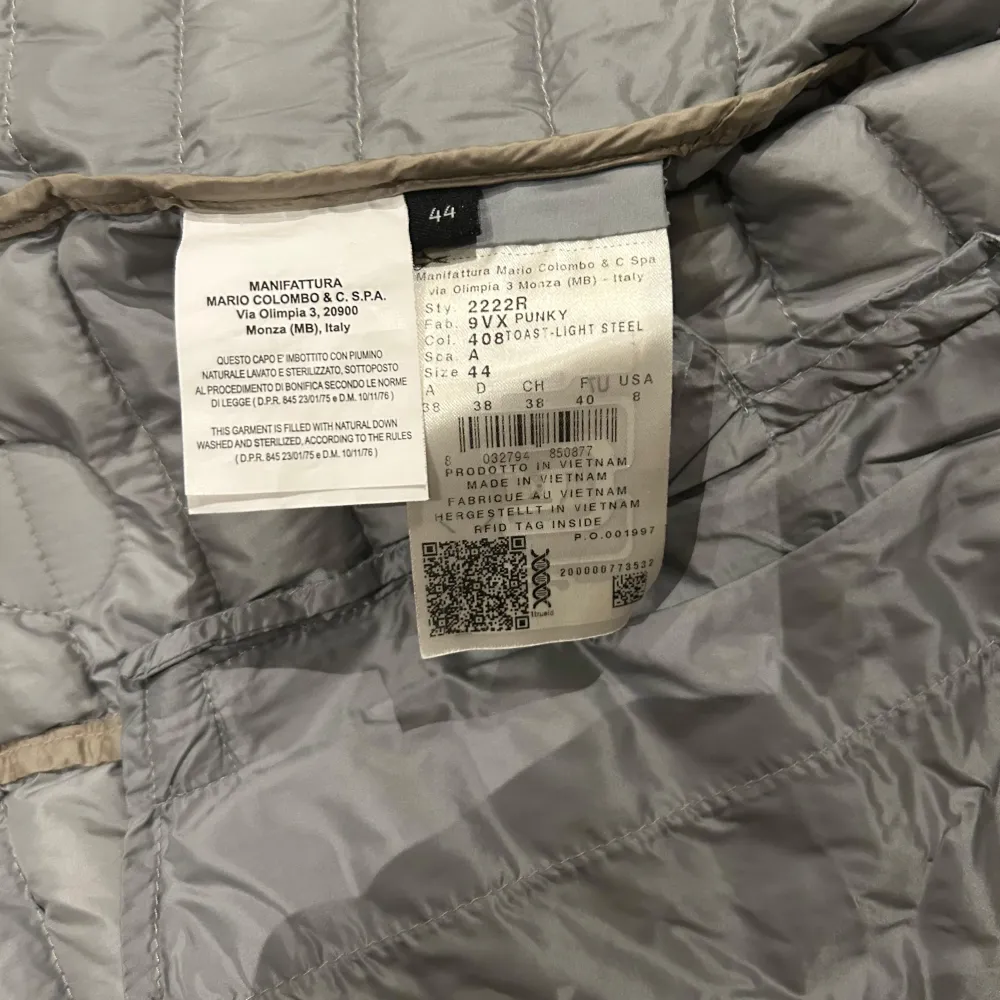 44
MANIFATTURA
MARIO COLOMBO & C. S.P.A.
Via Olimpia 3, 20900
Monza (MB), Italy
QUESTO CAPO E' IMBOTTITO CON PIUMINO
NATURALE LAVATO E STERILIZZATO, SOTTOPOSTO
AL PROCEDIMENTO DI BONIFICA SECONDO LE NORME
DI LEGGE ( D.P.R. 845 23/01/75 e D.M. 10/11/76 )
THIS GARMENT IS FILLED WITH NATURAL DOWN
WASHED AND STERILIZED, ACCORDING TO THE RULES
( D.P.R. 845 23/01/75 e D.M. 10/11/76 )
Manifattura Mario Colombo & C Spa
via Olimpia 3 Monza (MB) - Italy
Sty. 2222R
Fab. 9VX PUNKY
Col. 408 TOAST-LIGHT STEEL
Sca. A
Size 44
A D CH F USA
38 38 38 40 8
8 032794 850877
PRODOTTO IN VIETNAM
MADE IN VIETNAM
FABRIQUE AU VIETNAM
HERGESTELLT IN VIETNAM
RFID TAG INSIDE
P.O.001997
200000773532